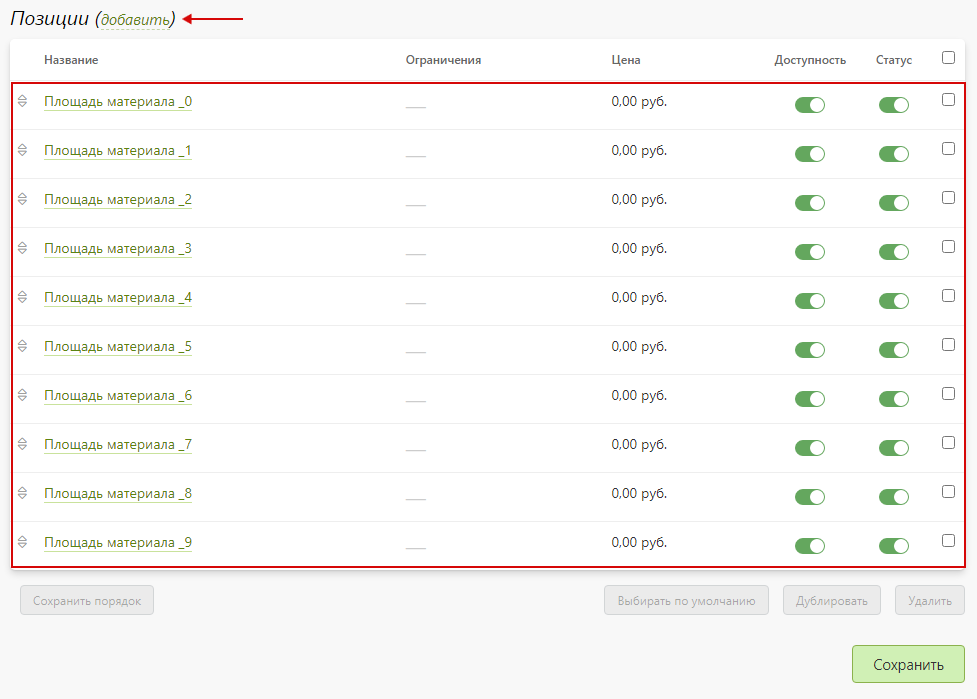 Позиции (добавить)
Название Ограничения Цена Доступность Статус
Площадь материала _0 0,00 руб.
Площадь материала _1 0,00 руб.
Площадь материала _2 0,00 руб.
Площадь материала _3 0,00 руб.
Площадь материала _4 0,00 руб.
Площадь материала _5 0,00 руб.
Площадь материала _6 0,00 руб.
Площадь материала _7 0,00 руб.
Площадь материала _8 0,00 руб.
Площадь материала _9 0,00 руб.
Сохранить порядок Выбирать по умолчанию Дублировать Удалить
Сохранить